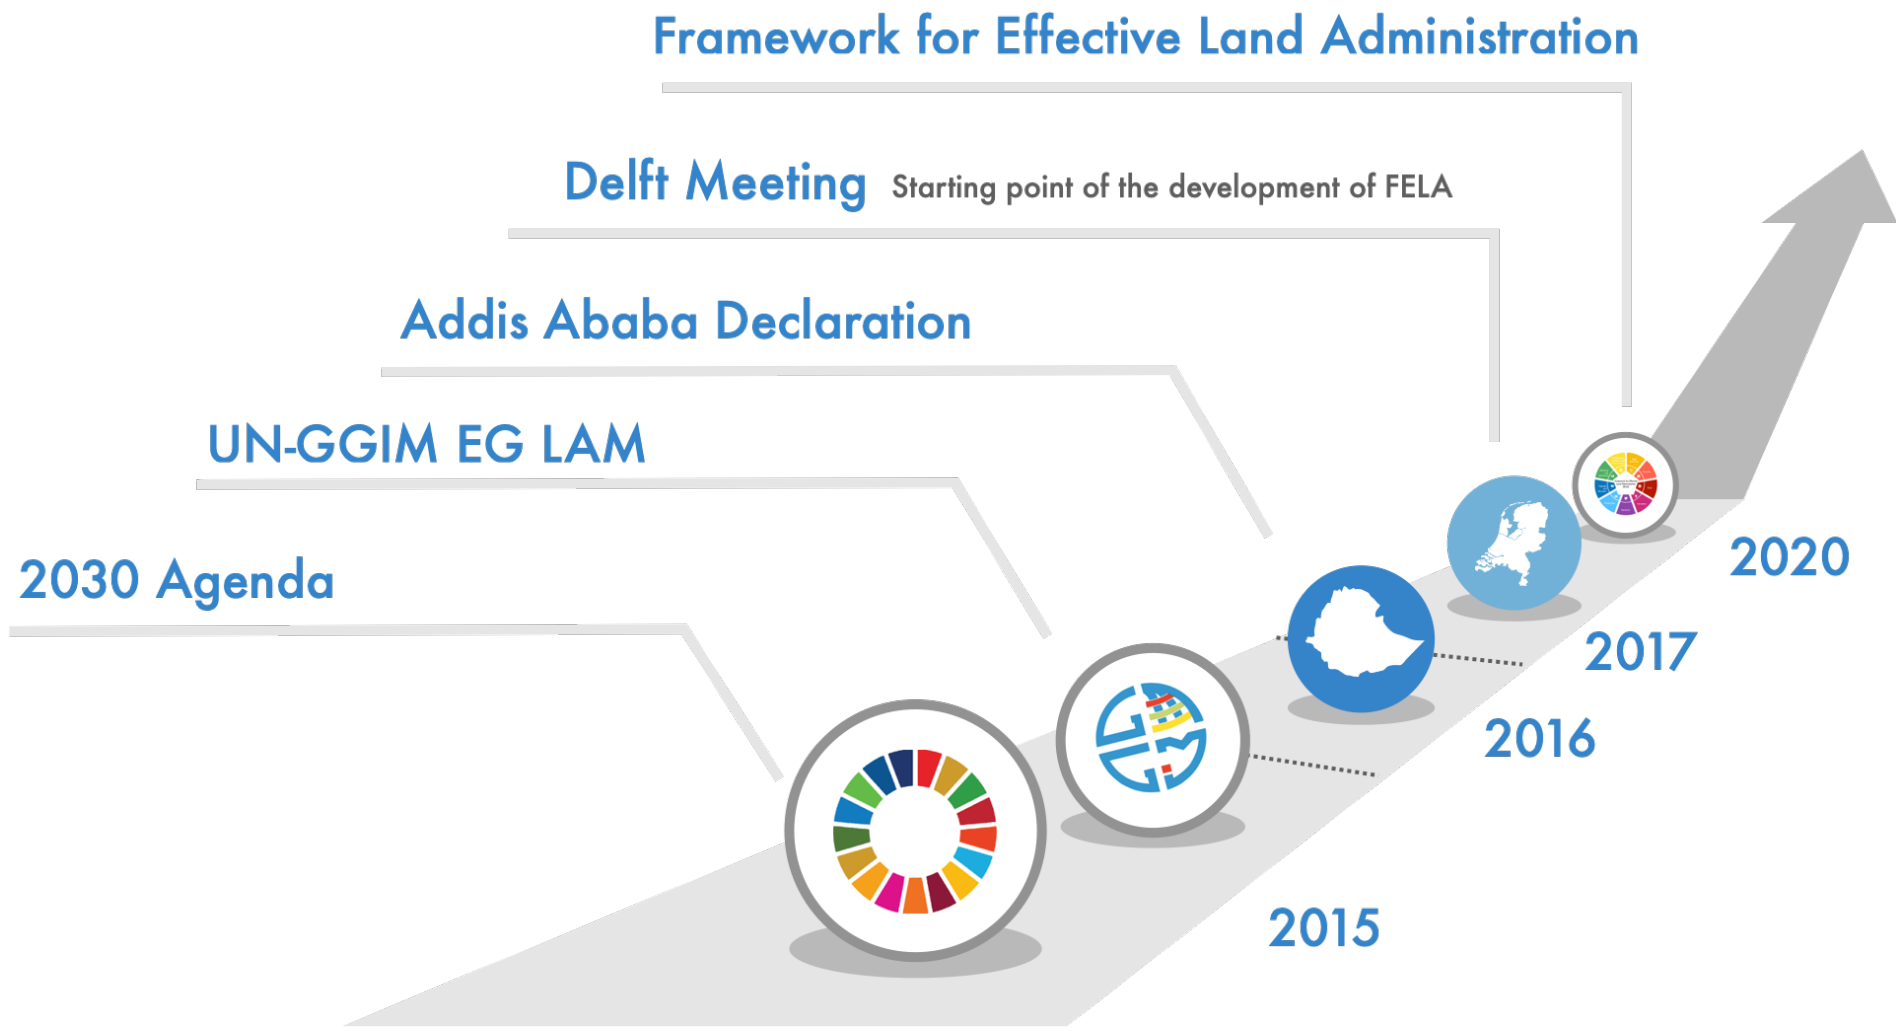 Framework for Effective Land Administration
Delft Meeting Starting point of the development of FELA
Addis Ababa Declaration
UN-GGIM EG LAM
2030 Agenda
2020
2017
2016
2015